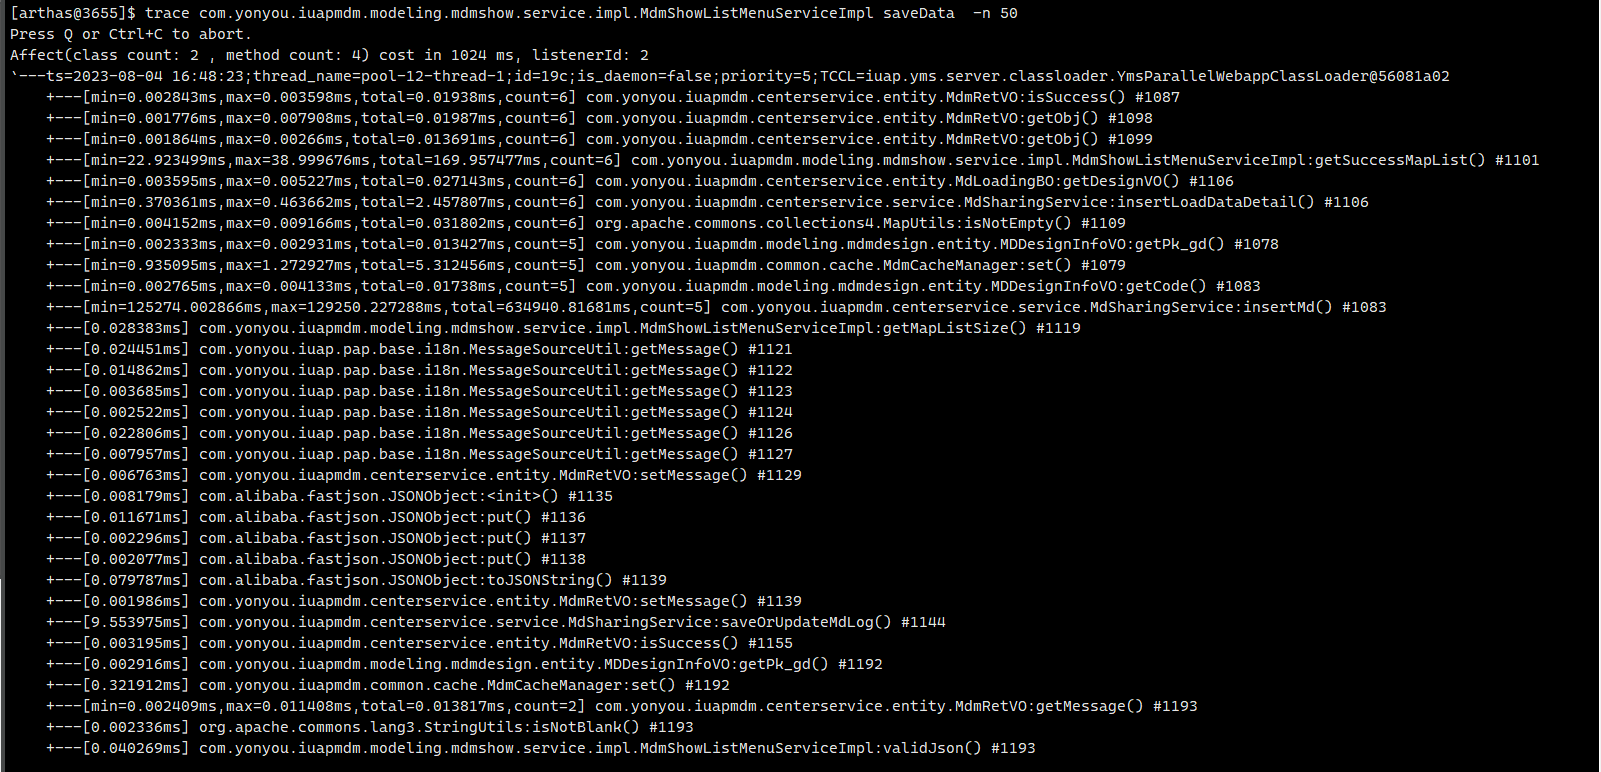 [arthas@3655]$ trace com.yonyou.iuapmdm.modeling.mdmshow.service.impl.MdmShowListMenuServiceImpl saveData  -n 50
Press Q or Ctrl+C to abort.
Affect(class count: 2 , method count: 4) cost in 1024 ms, listenerId: 2
`---ts=2023-08-04 16:48:23;thread_name=pool-12-thread-1;id=19c;is_daemon=false;priority=5;TCCL=iuap.yms.server.classloader.YmsParallelWebappClassLoader@56081a02
    +---[min=0.002843ms,max=0.003598ms,total=0.01938ms,count=6] com.yonyou.iuapmdm.centerservice.entity.MdmRetVO:isSuccess() #1087
    +---[min=0.001776ms,max=0.007908ms,total=0.01987ms,count=6] com.yonyou.iuapmdm.centerservice.entity.MdmRetVO:getObj() #1098
    +---[min=0.001864ms,max=0.00266ms,total=0.013691ms,count=6] com.yonyou.iuapmdm.centerservice.entity.MdmRetVO:getObj() #1099
    +---[min=22.923499ms,max=38.999676ms,total=169.957477ms,count=6] com.yonyou.iuapmdm.modeling.mdmshow.service.impl.MdmShowListMenuServiceImpl:getSuccessMapList() #1101
    +---[min=0.003595ms,max=0.005227ms,total=0.027143ms,count=6] com.yonyou.iuapmdm.centerservice.entity.MdLoadingBO:getDesignVO() #1106
    +---[min=0.370361ms,max=0.463662ms,total=2.457807ms,count=6] com.yonyou.iuapmdm.centerservice.service.MdSharingService:insertLoadDataDetail() #1106
    +---[min=0.004152ms,max=0.009166ms,total=0.031802ms,count=6] org.apache.commons.collections4.MapUtils:isNotEmpty() #1109
    +---[min=0.002333ms,max=0.002931ms,total=0.013427ms,count=5] com.yonyou.iuapmdm.modeling.mdmdesign.entity.MDDesignInfoVO:getPk_gd() #1078
    +---[min=0.935095ms,max=1.272927ms,total=5.312456ms,count=5] com.yonyou.iuapmdm.common.cache.MdmCacheManager:set() #1079
    +---[min=0.002765ms,max=0.004133ms,total=0.01738ms,count=5] com.yonyou.iuapmdm.modeling.mdmdesign.entity.MDDesignInfoVO:getCode() #1083
    +---[min=125274.002866ms,max=129250.227288ms,total=634940.81681ms,count=5] com.yonyou.iuapmdm.centerservice.service.MdSharingService:insertMd() #1083
    +---[0.028383ms] com.yonyou.iuapmdm.modeling.mdmshow.service.impl.MdmShowListMenuServiceImpl:getMapListSize() #1119
    +---[0.024451ms] com.yonyou.iuap.pap.base.i18n.MessageSourceUtil:getMessage() #1121
    +---[0.014862ms] com.yonyou.iuap.pap.base.i18n.MessageSourceUtil:getMessage() #1122
    +---[0.003685ms] com.yonyou.iuap.pap.base.i18n.MessageSourceUtil:getMessage() #1123
    +---[0.002522ms] com.yonyou.iuap.pap.base.i18n.MessageSourceUtil:getMessage() #1124
    +---[0.022806ms] com.yonyou.iuap.pap.base.i18n.MessageSourceUtil:getMessage() #1126
    +---[0.007957ms] com.yonyou.iuap.pap.base.i18n.MessageSourceUtil:getMessage() #1127
    +---[0.006763ms] com.yonyou.iuapmdm.centerservice.entity.MdmRetVO:setMessage() #1129
    +---[0.008179ms] com.alibaba.fastjson.JSONObject:<init>() #1135
    +---[0.011671ms] com.alibaba.fastjson.JSONObject:put() #1136
    +---[0.002296ms] com.alibaba.fastjson.JSONObject:put() #1137
    +---[0.002077ms] com.alibaba.fastjson.JSONObject:put() #1138
    +---[0.079787ms] com.alibaba.fastjson.JSONObject:toJSONString() #1139
    +---[0.001986ms] com.yonyou.iuapmdm.centerservice.entity.MdmRetVO:setMessage() #1139
    +---[9.553975ms] com.yonyou.iuapmdm.centerservice.service.MdSharingService:saveOrUpdateMdLog() #1144
    +---[0.003195ms] com.yonyou.iuapmdm.centerservice.entity.MdmRetVO:isSuccess() #1155
    +---[0.002916ms] com.yonyou.iuapmdm.modeling.mdmdesign.entity.MDDesignInfoVO:getPk_gd() #1192
    +---[0.321912ms] com.yonyou.iuapmdm.common.cache.MdmCacheManager:set() #1192
    +---[min=0.002409ms,max=0.011408ms,total=0.013817ms,count=2] com.yonyou.iuapmdm.centerservice.entity.MdmRetVO:getMessage() #1193
    +---[0.002336ms] org.apache.commons.lang3.StringUtils:isNotBlank() #1193
    +---[0.040269ms] com.yonyou.iuapmdm.modeling.mdmshow.service.impl.MdmShowListMenuServiceImpl:validJson() #1193